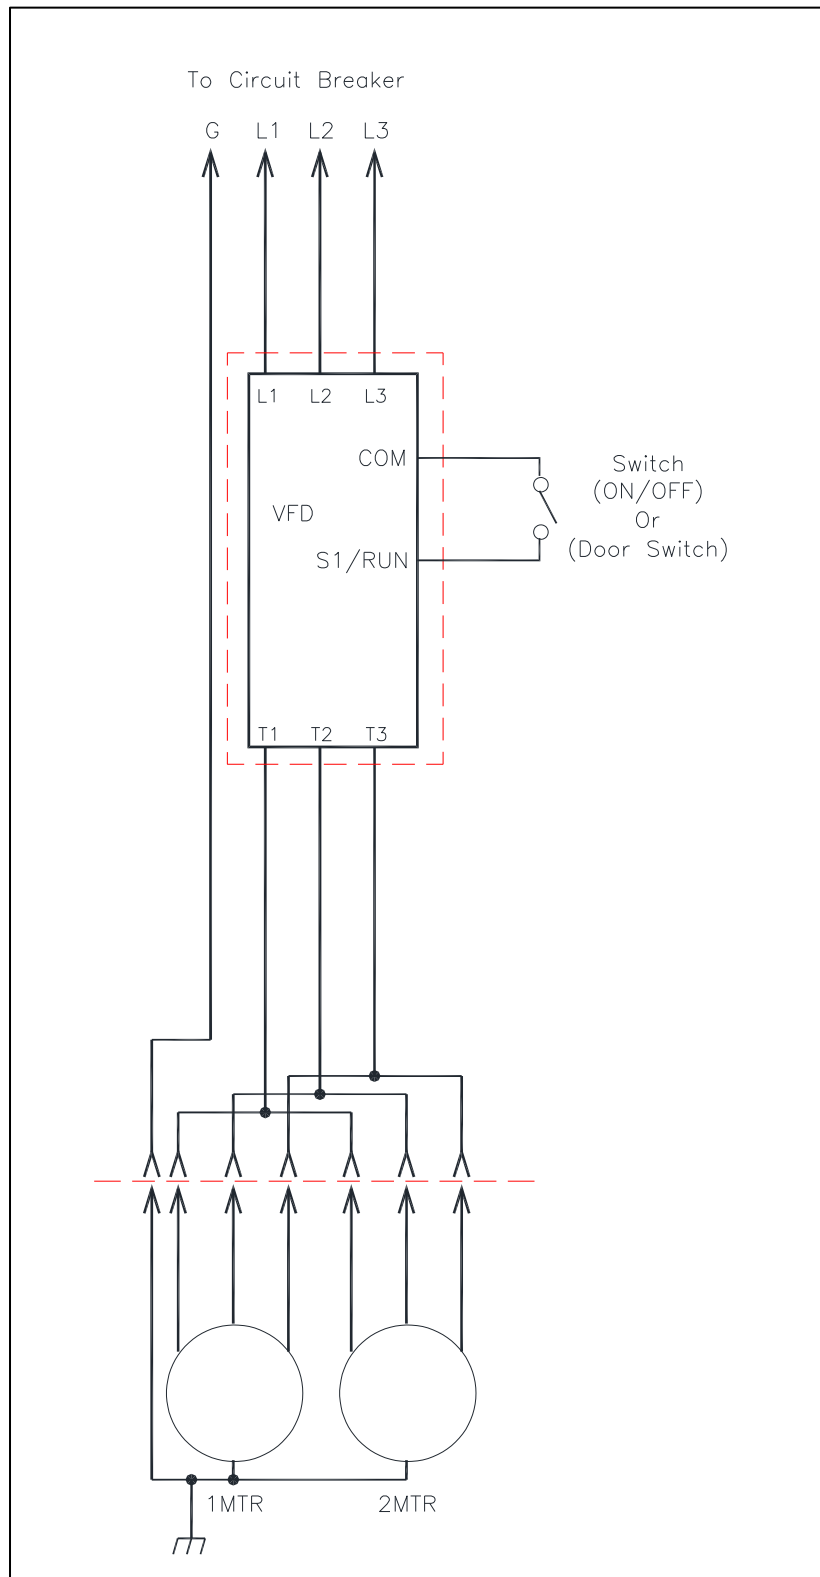 To Circuit Breaker
G L1 L2 L3
L1 L2 L3
COM
VFD
S1/RUN
Switch
(ON/OFF)
Or
(Door Switch)
T1 T2 T3
1MTR 2MTR